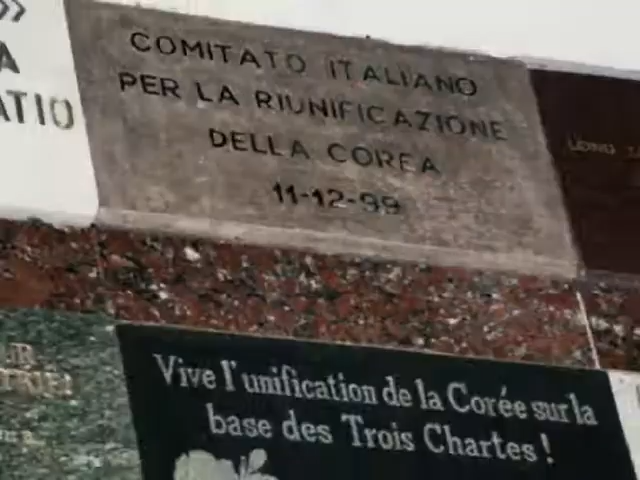 »
A
ATIO
COMITATO ITALIANO
PER LA RIUNIFICAZIONE
DELLA COREA
11-12-99
Vive l'unification de la Corée sur la
base des Trois Chartes !